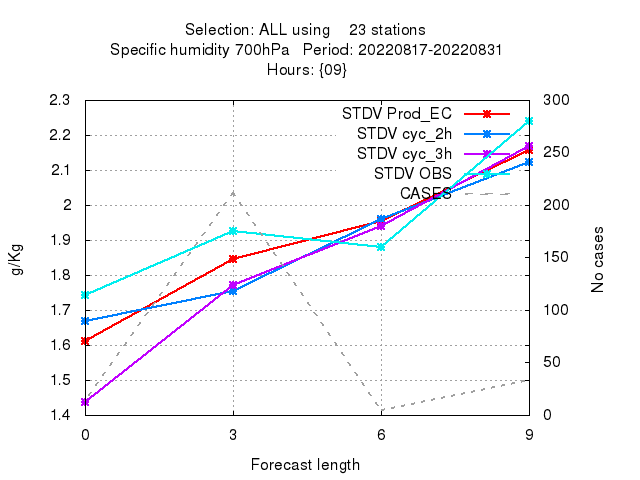 Selection: ALL using    23 stations
Specific humidity 700hPa   Period: 20220817-20220831
Hours: {09}
STDV Prod_EC
STDV cyc_2h
STDV cyc_3h
STDV OBS
CASES
2.3
2.2
2.1
2
1.9
1.8
1.7
1.6
1.5
1.4
g/Kg
300
250
200
150
100
50
0
No cases
0 3 6 9
Forecast length